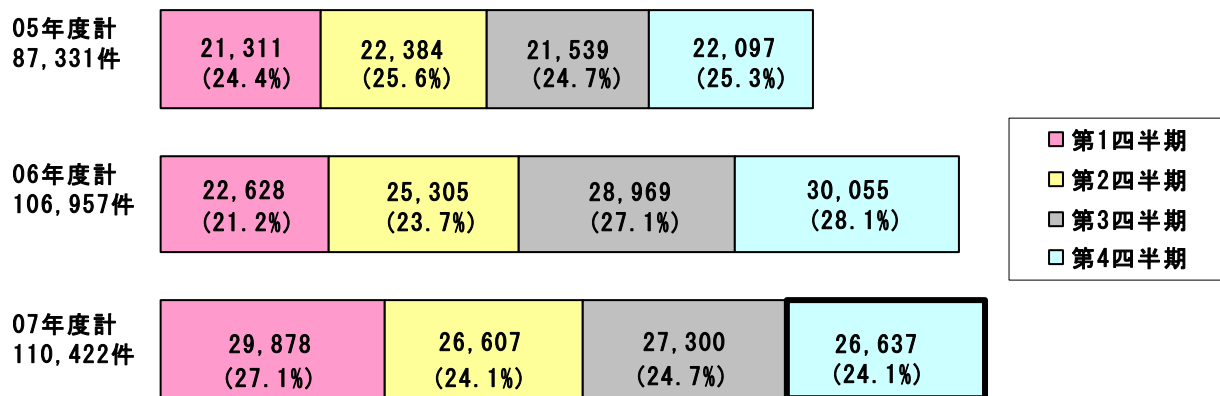 05年度計
87,331件
21,311
(24.4%)
22,384
(25.6%)
21,539
(24.7%)
22,097
(25.3%)
06年度計
106,957件
22,628
(21.2%)
25,305
(23.7%)
28,969
(27.1%)
30,055
(28.1%)
07年度計
110,422件
29,878
(27.1%)
26,607
(24.1%)
27,300
(24.7%)
26,637
(24.1%)
第1四半期
第2四半期
第3四半期
第4四半期